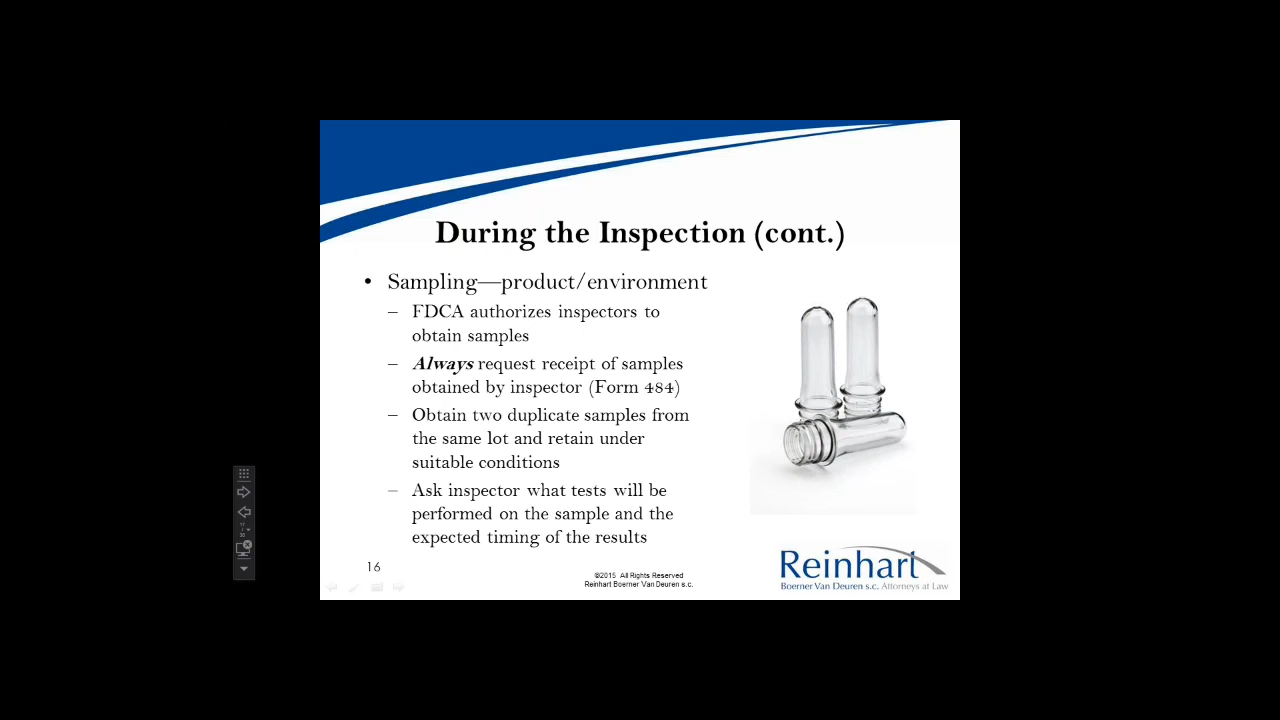 During the Inspection (cont.)
• Sampling—product/environment
– FDCA authorizes inspectors to
obtain samples
– Always request receipt of samples
obtained by inspector (Form 484)
– Obtain two duplicate samples from
the same lot and retain under
suitable conditions
– Ask inspector what tests will be
performed on the sample and the
expected timing of the results
16
©2015 All Rights Reserved
Reinhart Boerner Van Deuren s.c.
Reinhart
Boerner Van Deuren s.c. Attorneys at Law